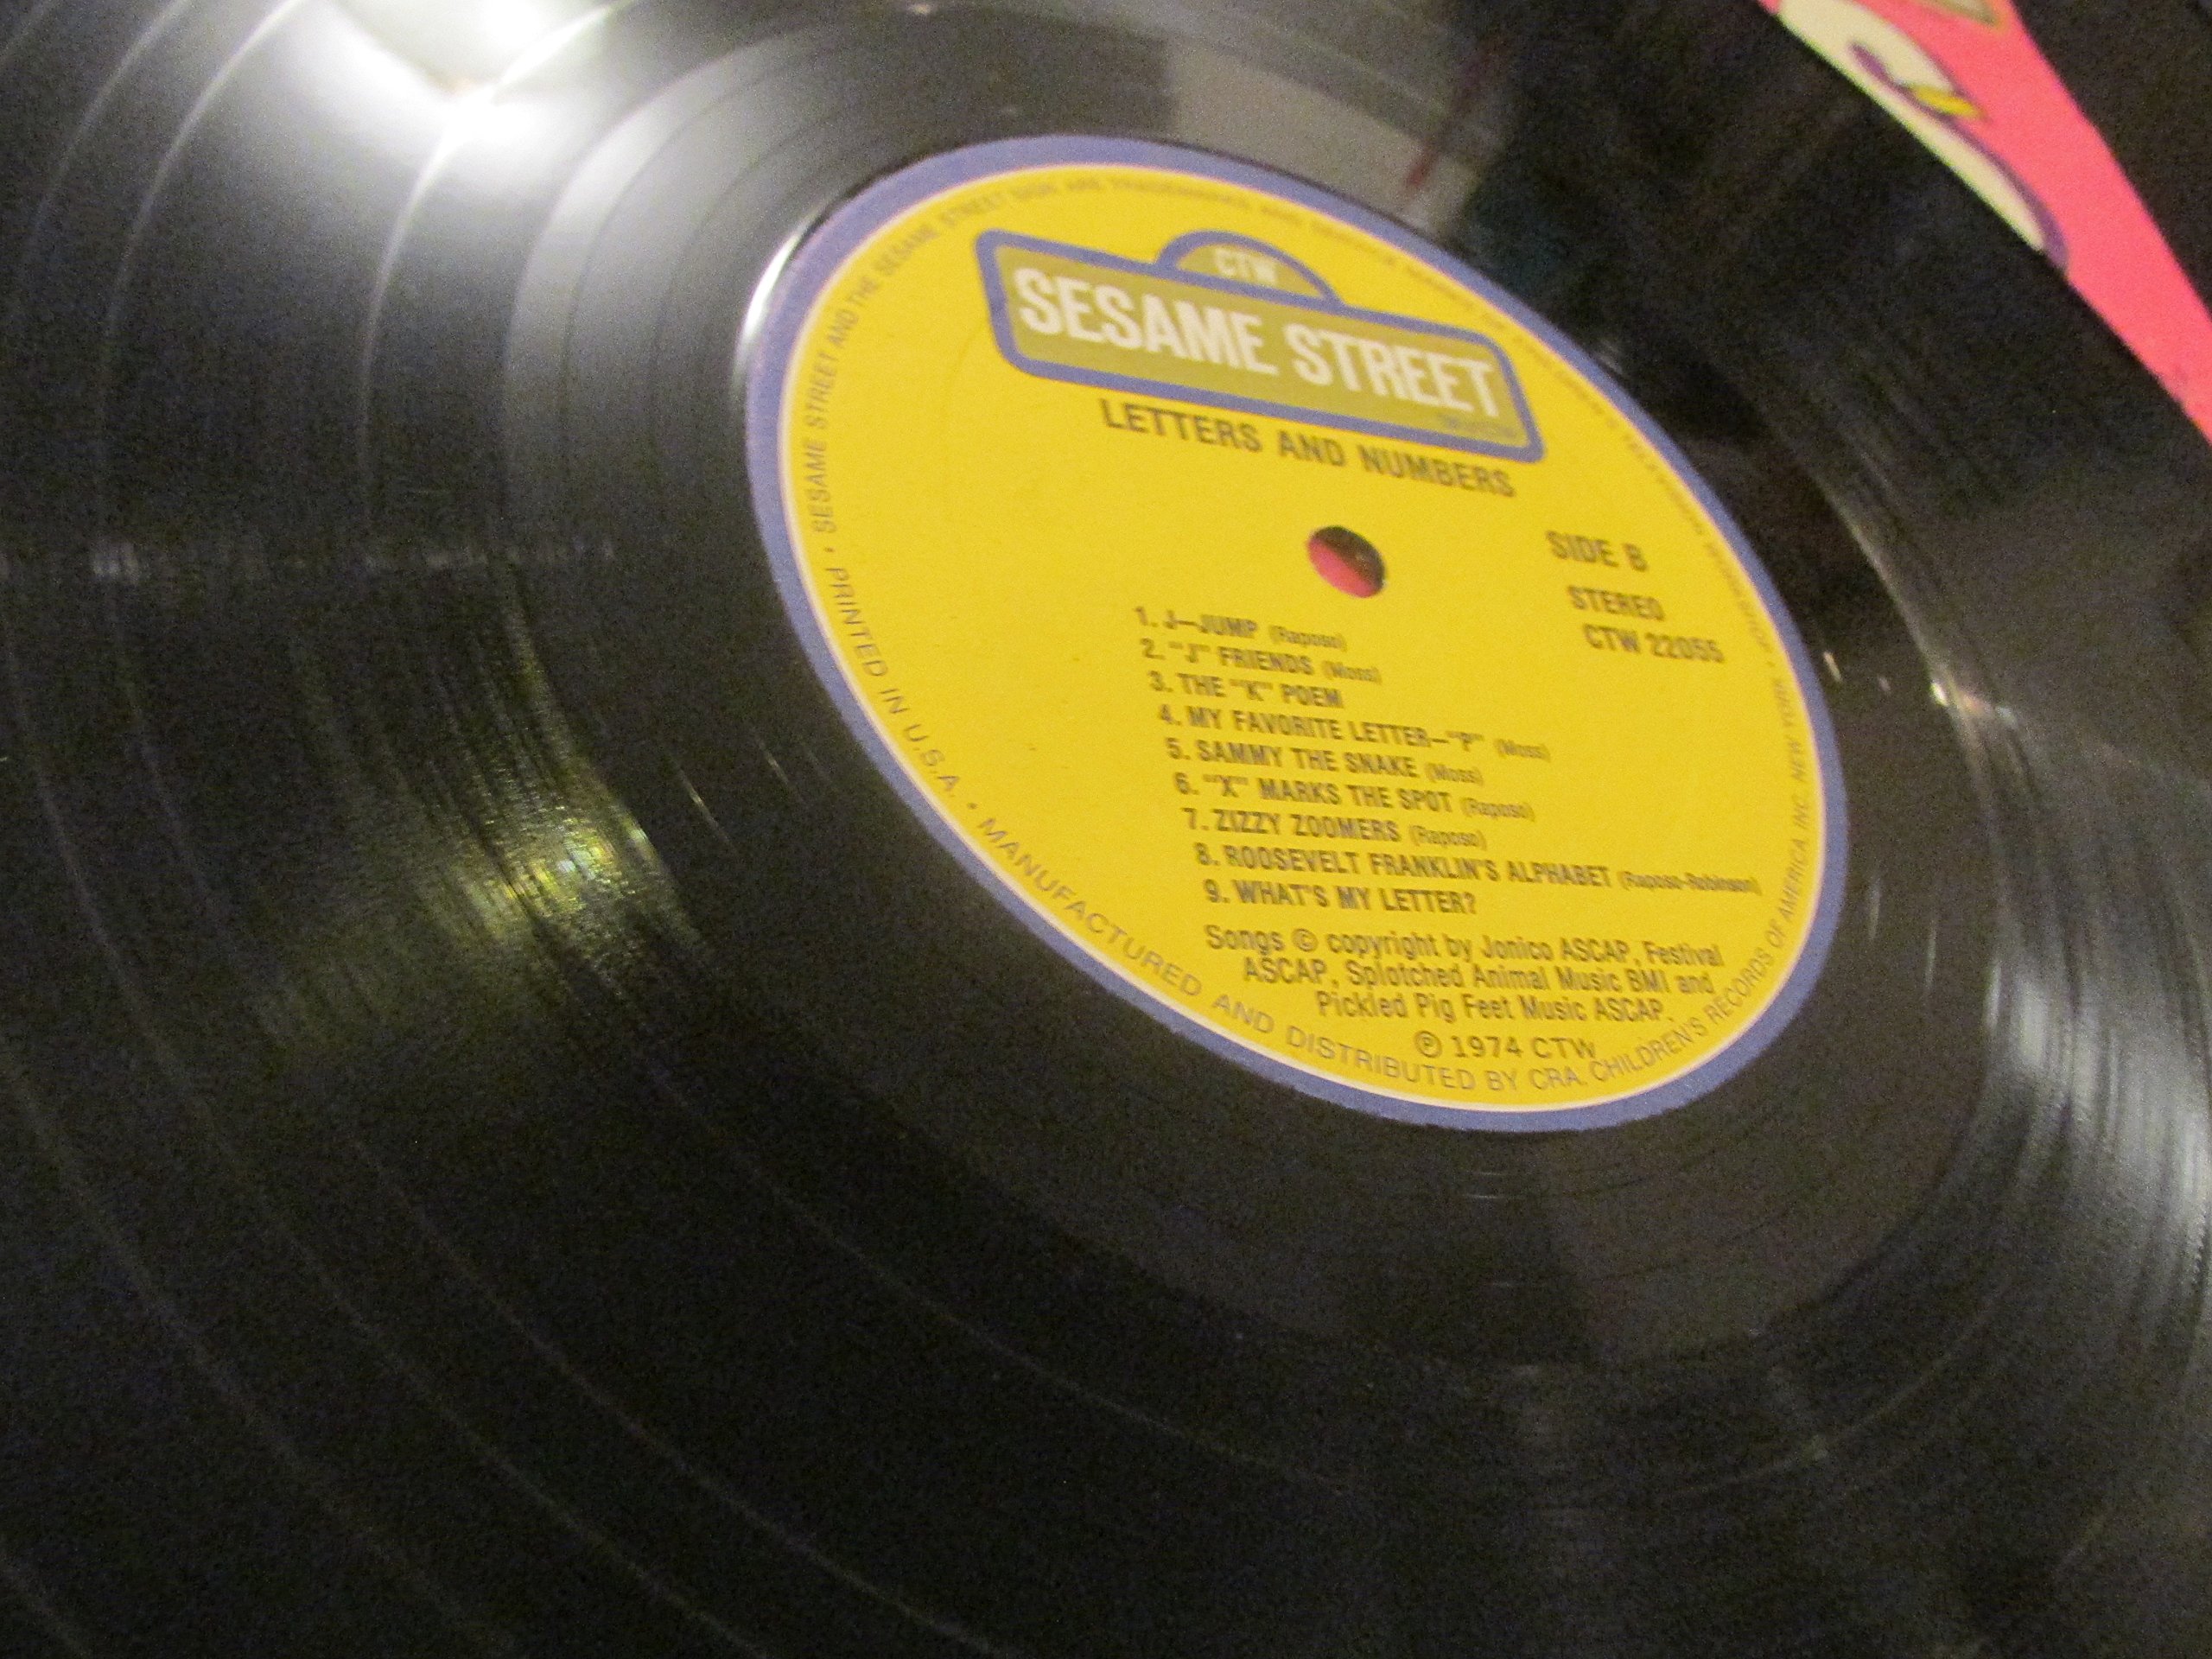 CTW
SESAME STREET
LETTERS AND NUMBERS
SIDE B
STEREO
CTW 22055
1. J—JUMP (Raposo)
2. "J" FRIENDS (Moss)
3. THE "K" POEM
4. MY FAVORITE LETTER—"P" (Moss)
5. SAMMY THE SNAKE (Moss)
6. "X" MARKS THE SPOT (Raposo)
7. ZIZZY ZOOMERS (Raposo)
8. ROOSEVELT FRANKLIN'S ALPHABET (Raposo-Robinson)
9. WHAT'S MY LETTER?
Songs © copyright by Jonico ASCAP, Festival
ASCAP, Splotched Animal Music BMI and
Pickled Pig Feet Music ASCAP.
℗ 1974 CTW
PRINTED IN U.S.A. • MANUFACTURED AND DISTRIBUTED BY CRA. CHILDREN'S RECORDS OF AMERICA, INC. NEW YORK,
• SESAME STREET AND THE SESAME STREET SIGN ARE TRADEMARKS AND